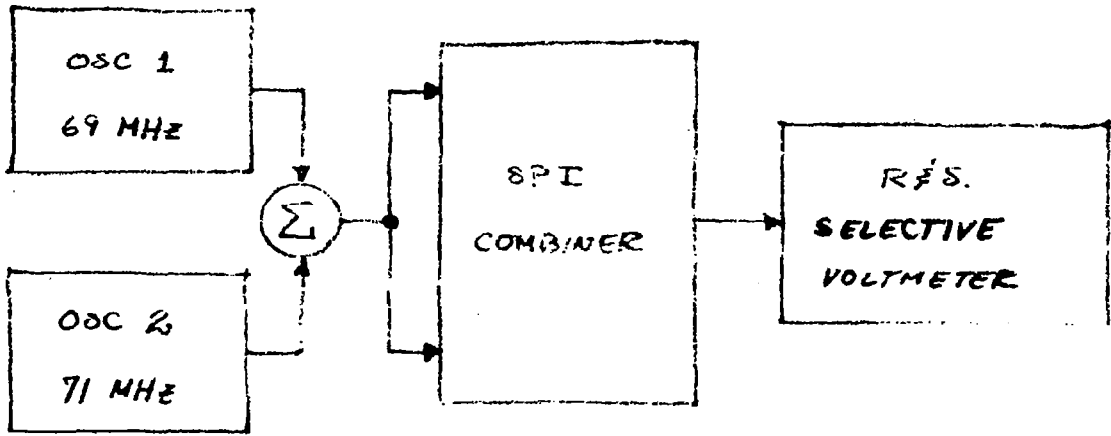 OSC 1
69 MHz
OSC 2
71 MHz
Σ
SPI
COMBINER
R & S.
SELECTIVE
VOLTMETER